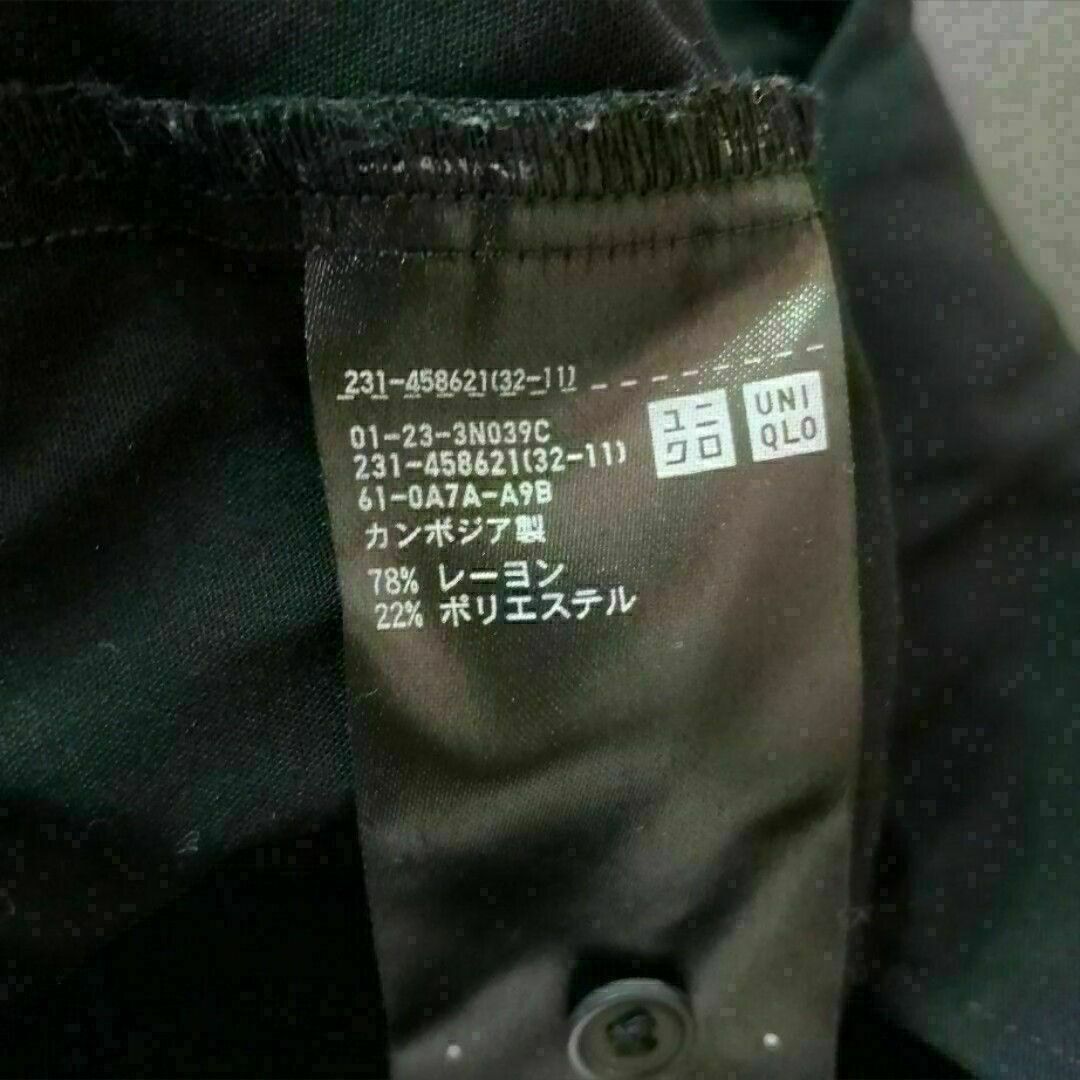 231-458621(32-11)
01-23-3N039C
231-458621(32-11)
61-0A7A-A9B
カンボジア製
78% レーヨン
22% ポリエステル
ユニ
クロ
UNI
QLO